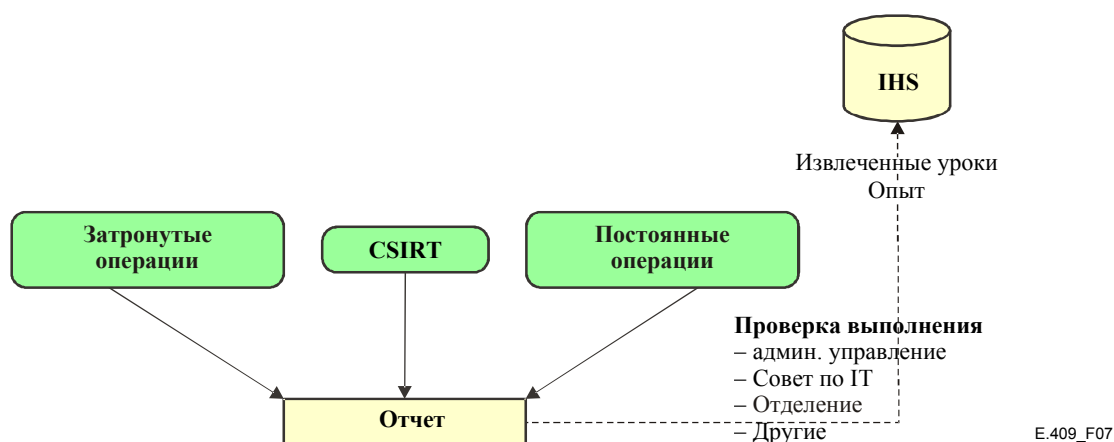 IHS
Извлеченные уроки
Опыт
Затронутые
операции
CSIRT
Постоянные
операции
Проверка выполнения
– админ. управление
– Совет по IT
– Отделение
– Другие
Отчет
E.409_F07